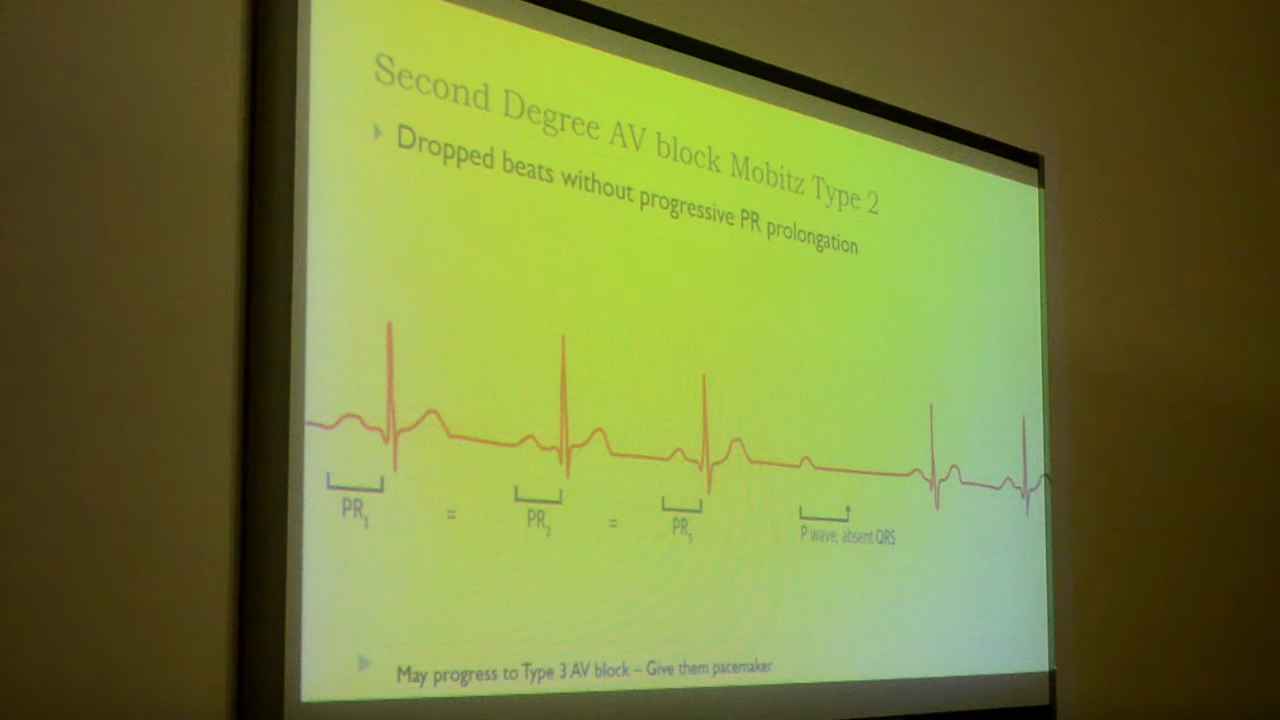 Second Degree AV block Mobitz Type 2
Dropped beats without progressive PR prolongation
PR1 = PR2 = PR3 P wave, absent QRS
May progress to Type 3 AV block – Give them pacemaker